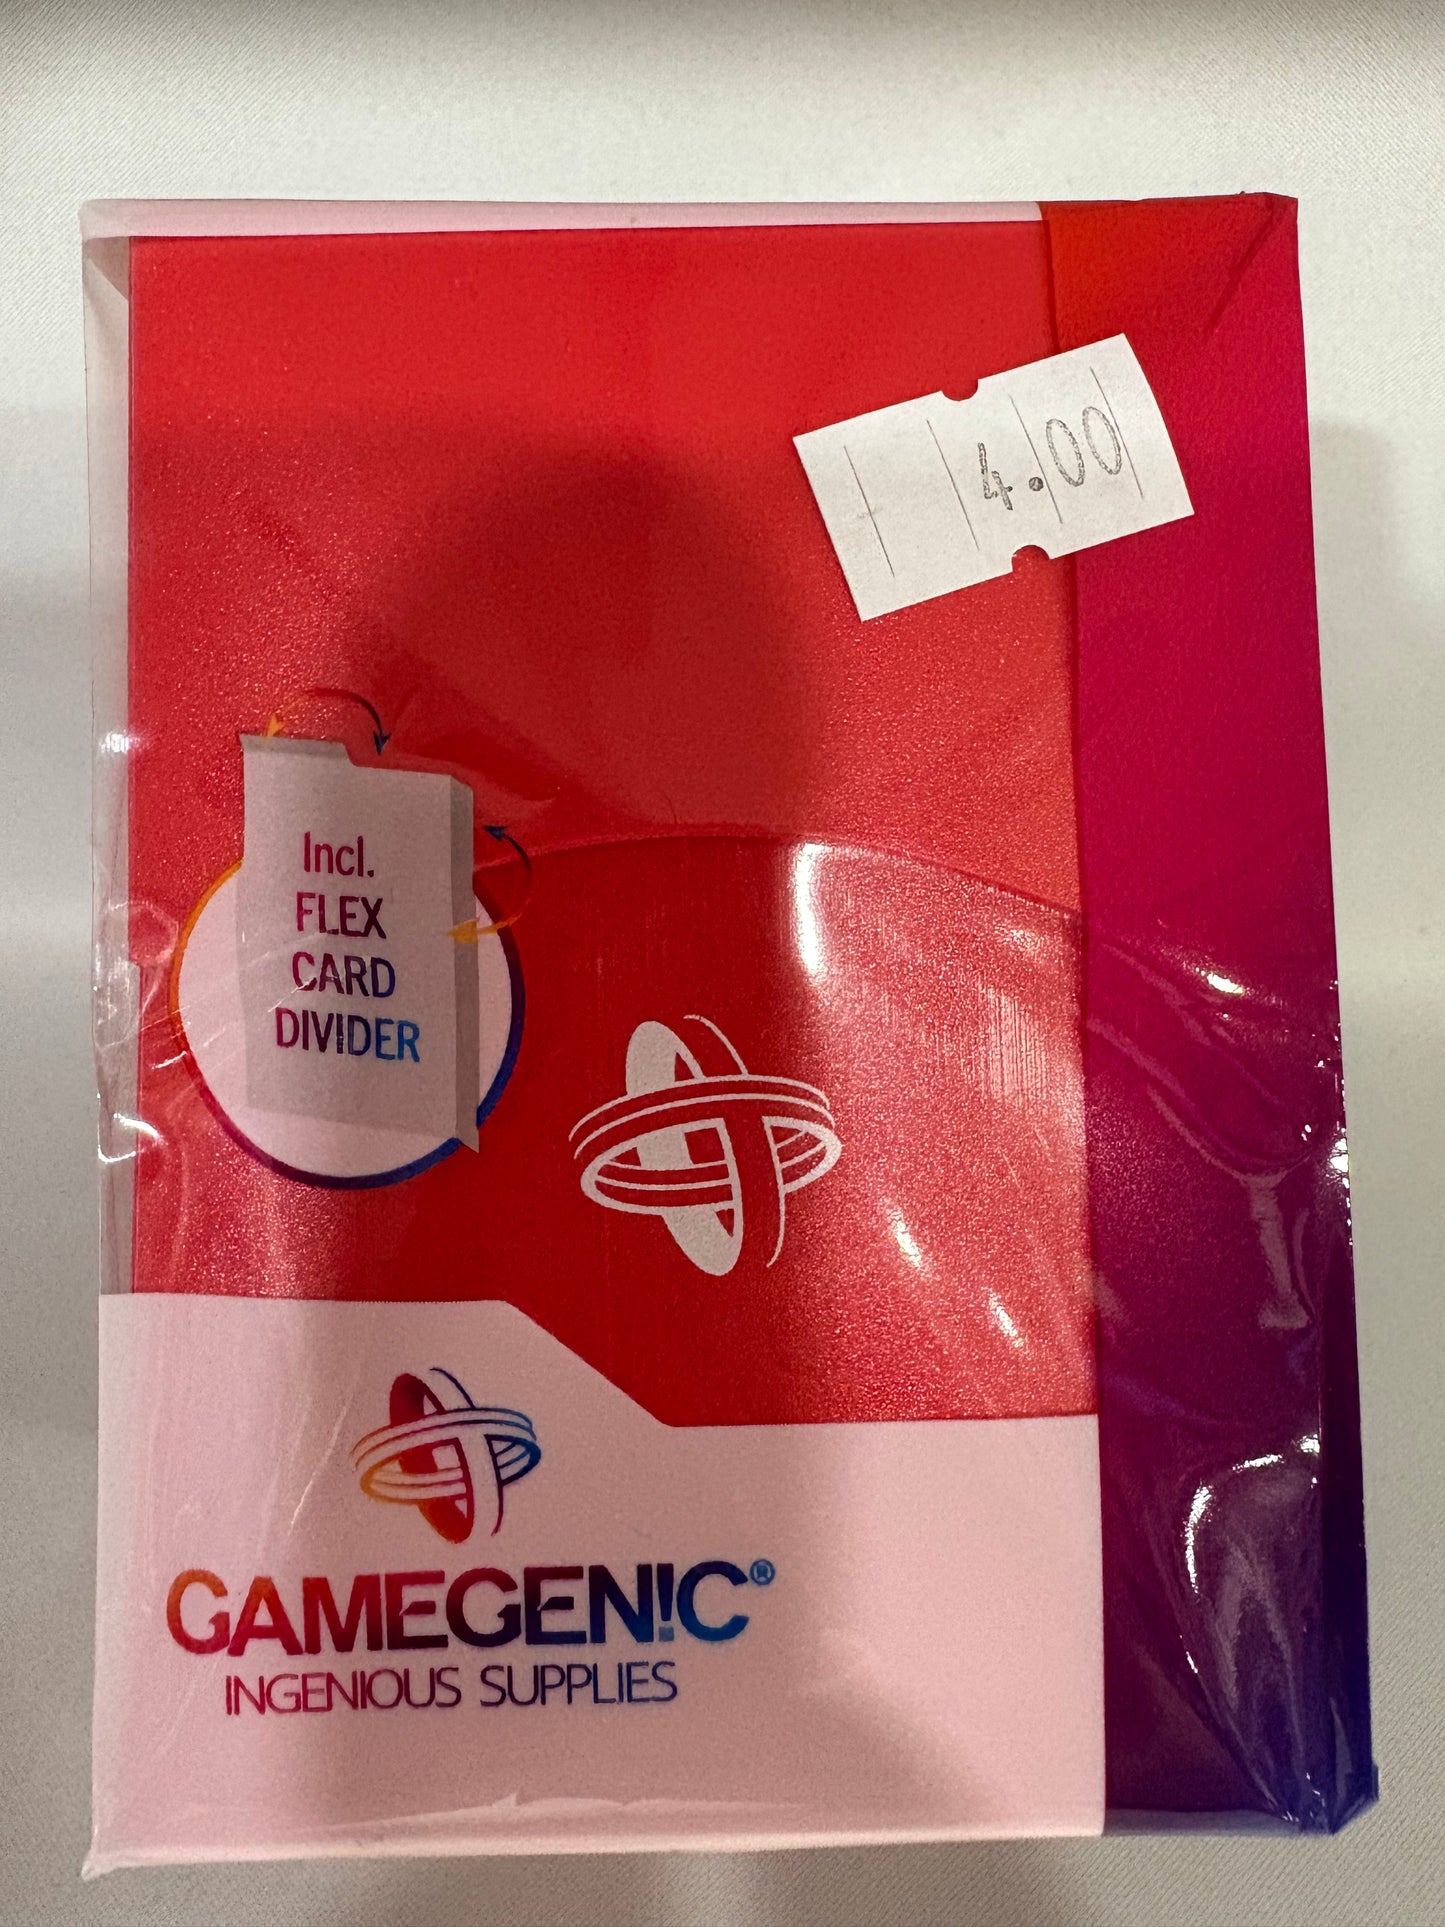 4.00
Incl.
FLEX
CARD
DIVIDER
GAMEGEN!C®
INGENIOUS SUPPLIES